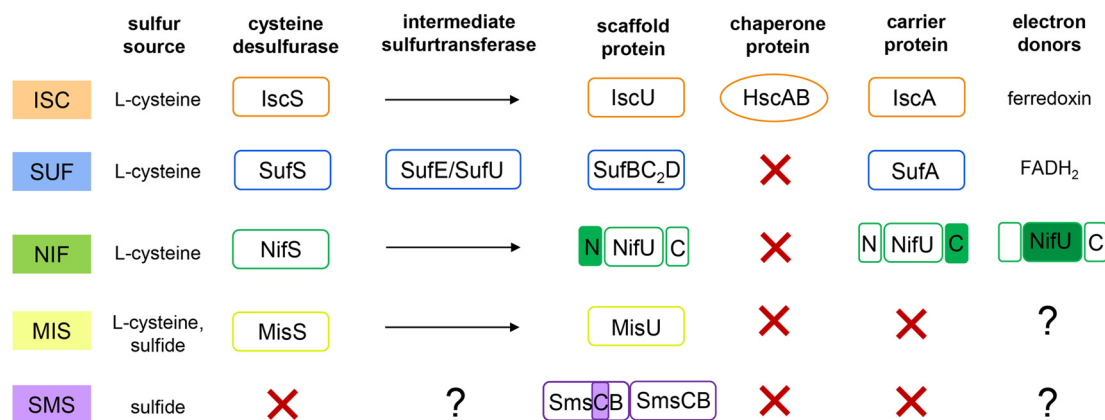 sulfur source
cysteine desulfurase
intermediate sulfurtransferase
scaffold protein
chaperone protein
carrier protein
electron donors
ISC
L-cysteine
IscS
IscU
HscAB
IscA
ferredoxin
SUF
L-cysteine
SufS
SufE/SufU
SufBC₂D
SufA
FADH₂
NIF
L-cysteine
NifS
N NifU C
N NifU C
NifU C
MIS
L-cysteine, sulfide
MisS
MisU
?
SMS
sulfide
?
SmsCB SmsCB
?